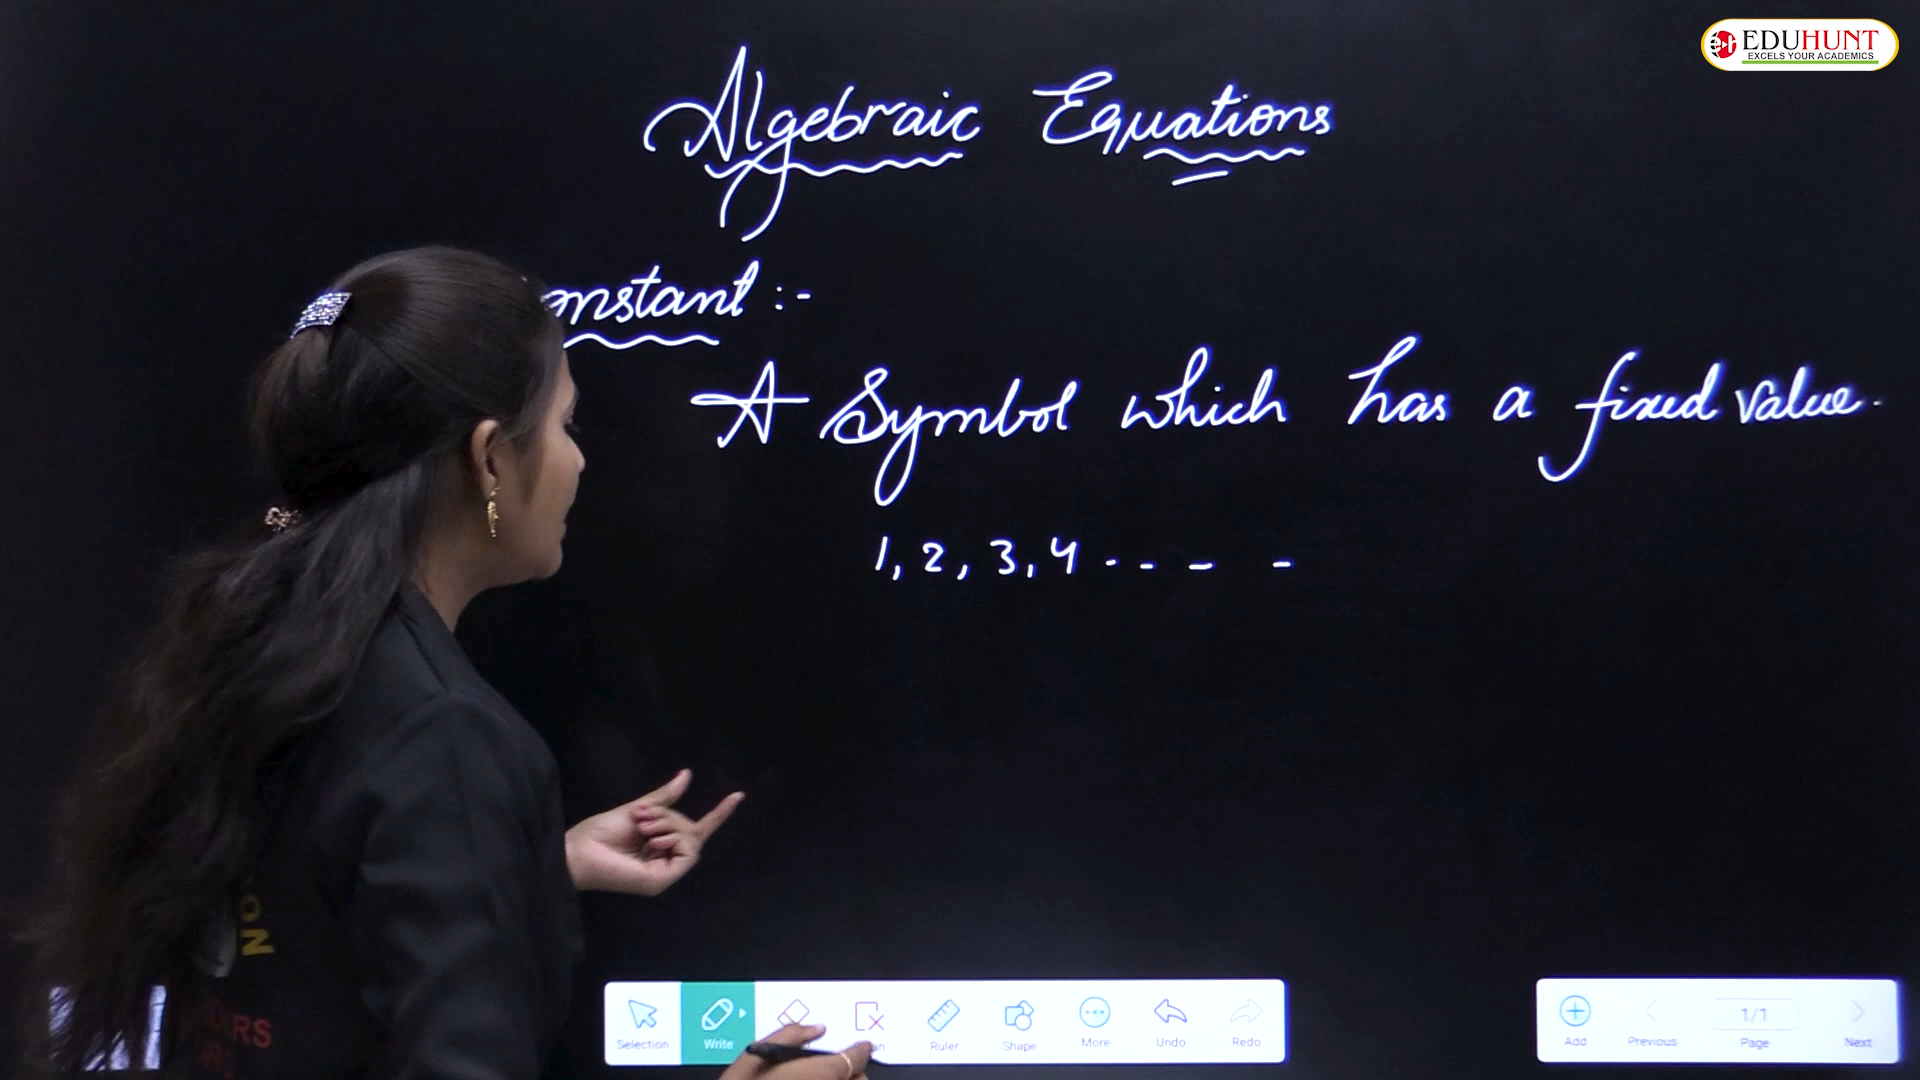 EDUHUNT
EXCELS YOUR ACADEMICS
Algebraic Equations
onstant :-
A Symbol which has a fixed value.
1, 2, 3, 4 . - - -
Selection Write Ruler Shape More Undo Redo
Add Previous 1/1 Page Next